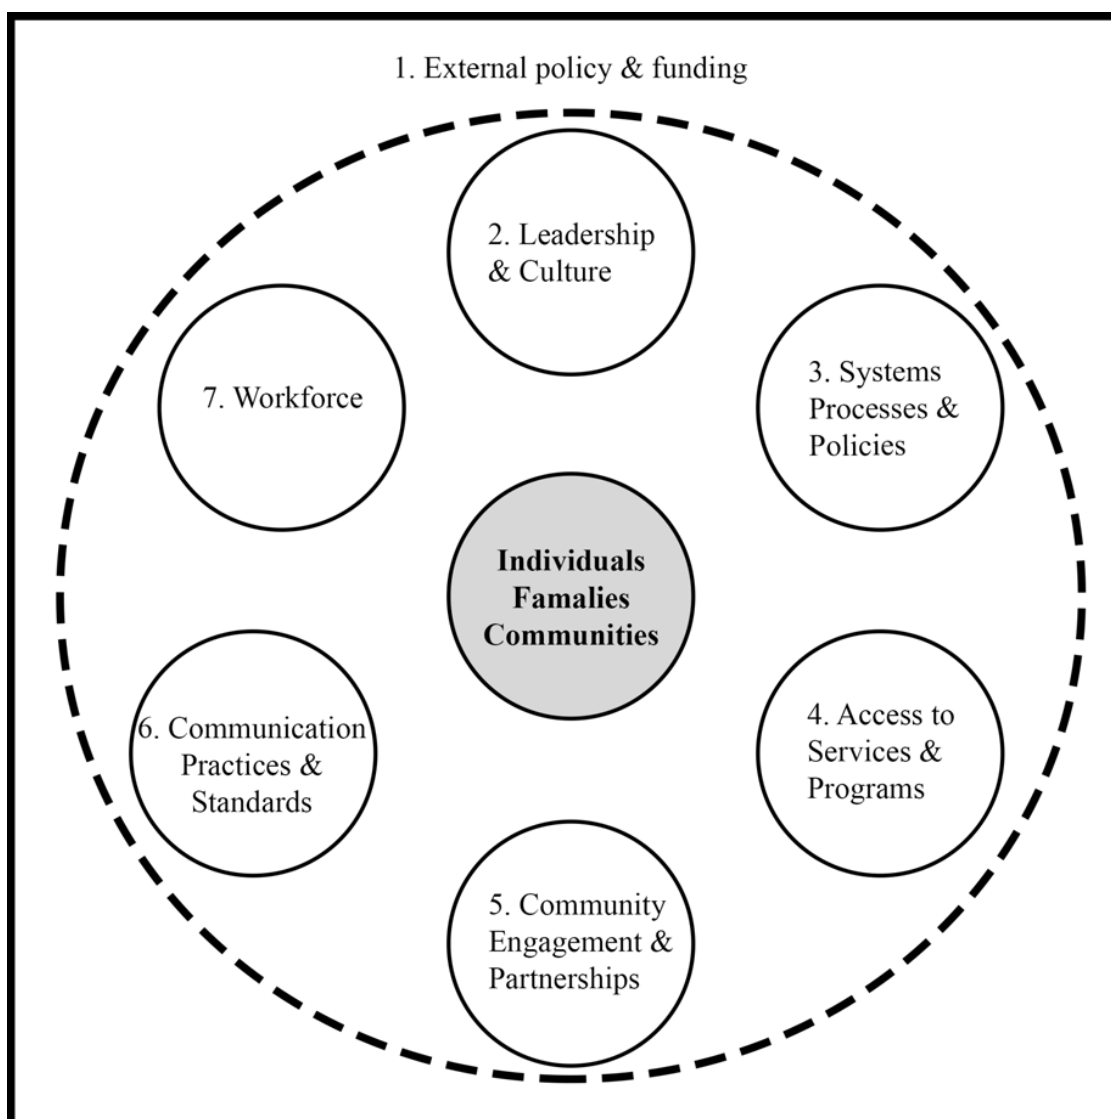 1. External policy & funding
2. Leadership
& Culture
3. Systems
Processes &
Policies
4. Access to
Services &
Programs
5. Community
Engagement &
Partnerships
6. Communication
Practices &
Standards
7. Workforce
Individuals
Famalies
Communities